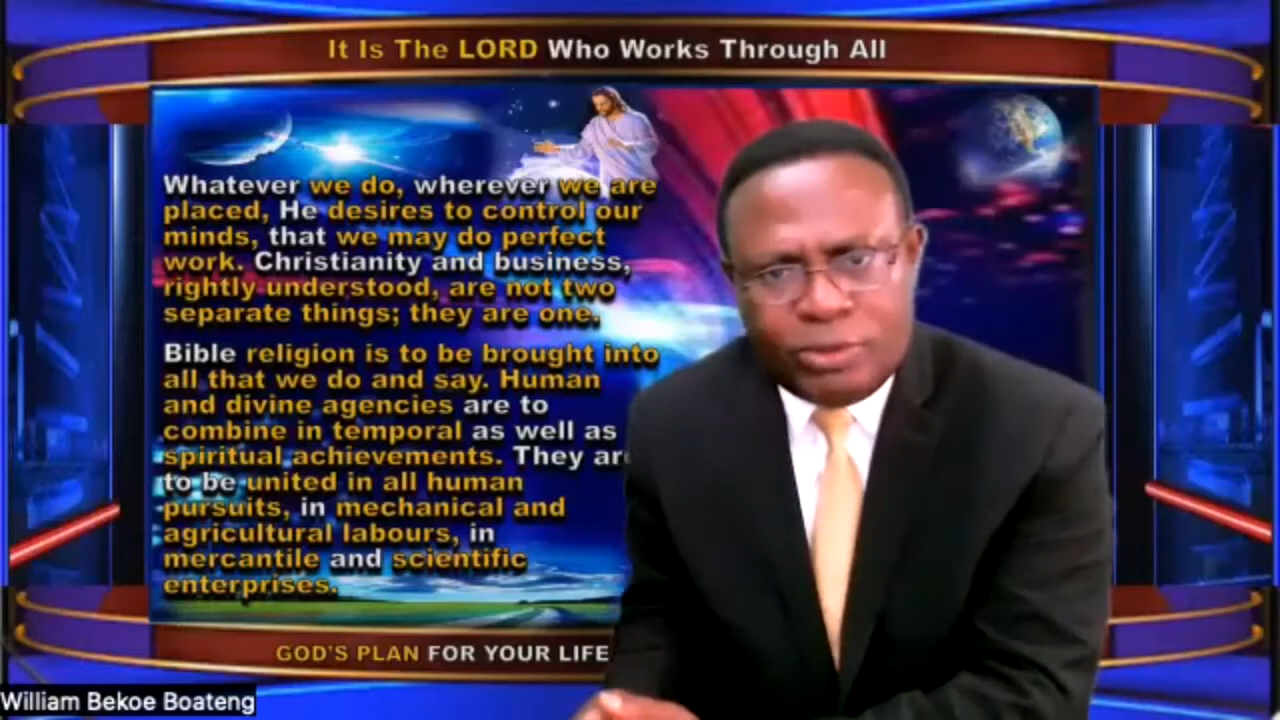 It Is The LORD Who Works Through All
Whatever we do, wherever we are
placed, He desires to control our
minds, that we may do perfect
work. Christianity and business,
rightly understood, are not two
separate things; they are one.
Bible religion is to be brought into
all that we do and say. Human
and divine agencies are to
combine in temporal as well as
spiritual achievements. They are
to be united in all human
pursuits, in mechanical and
agricultural labours, in
mercantile and scientific
enterprises.
GOD'S PLAN FOR YOUR LIFE
William Bekoe Boateng